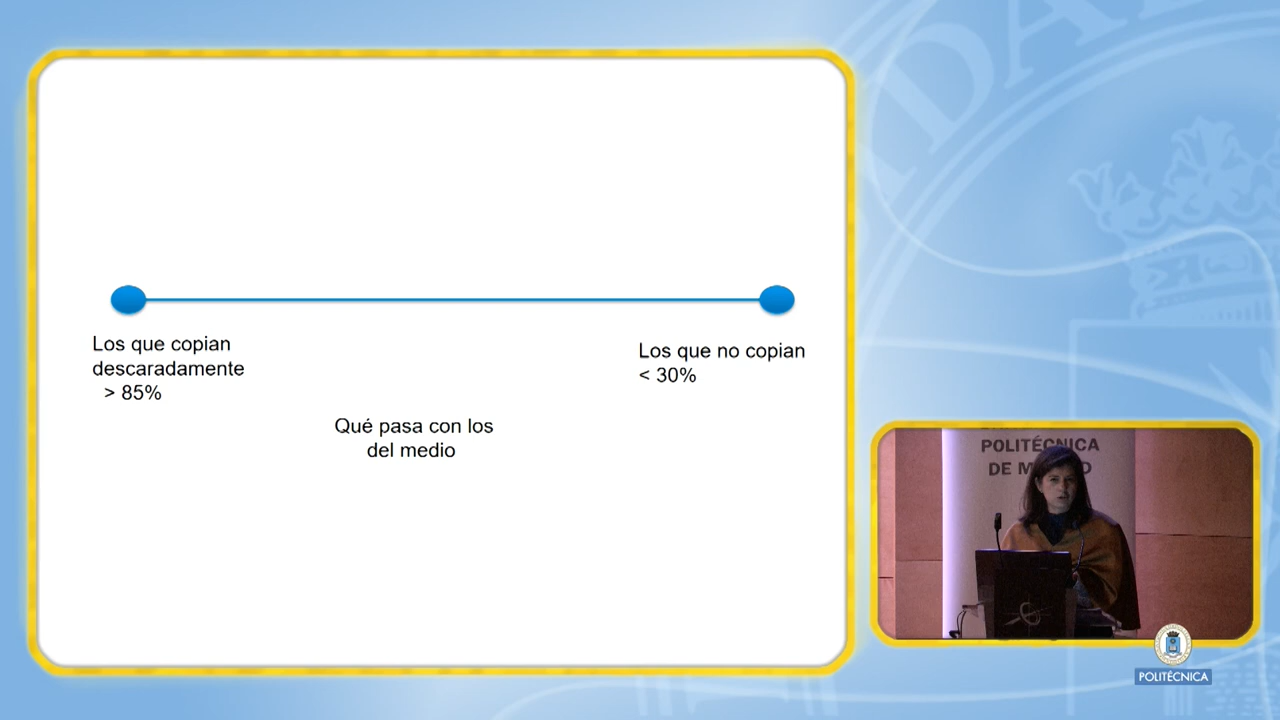 Los que copian
descaradamente
> 85%
Los que no copian
< 30%
Qué pasa con los
del medio
POLITÉCNICA
DE M
D
POLITÉCNICA